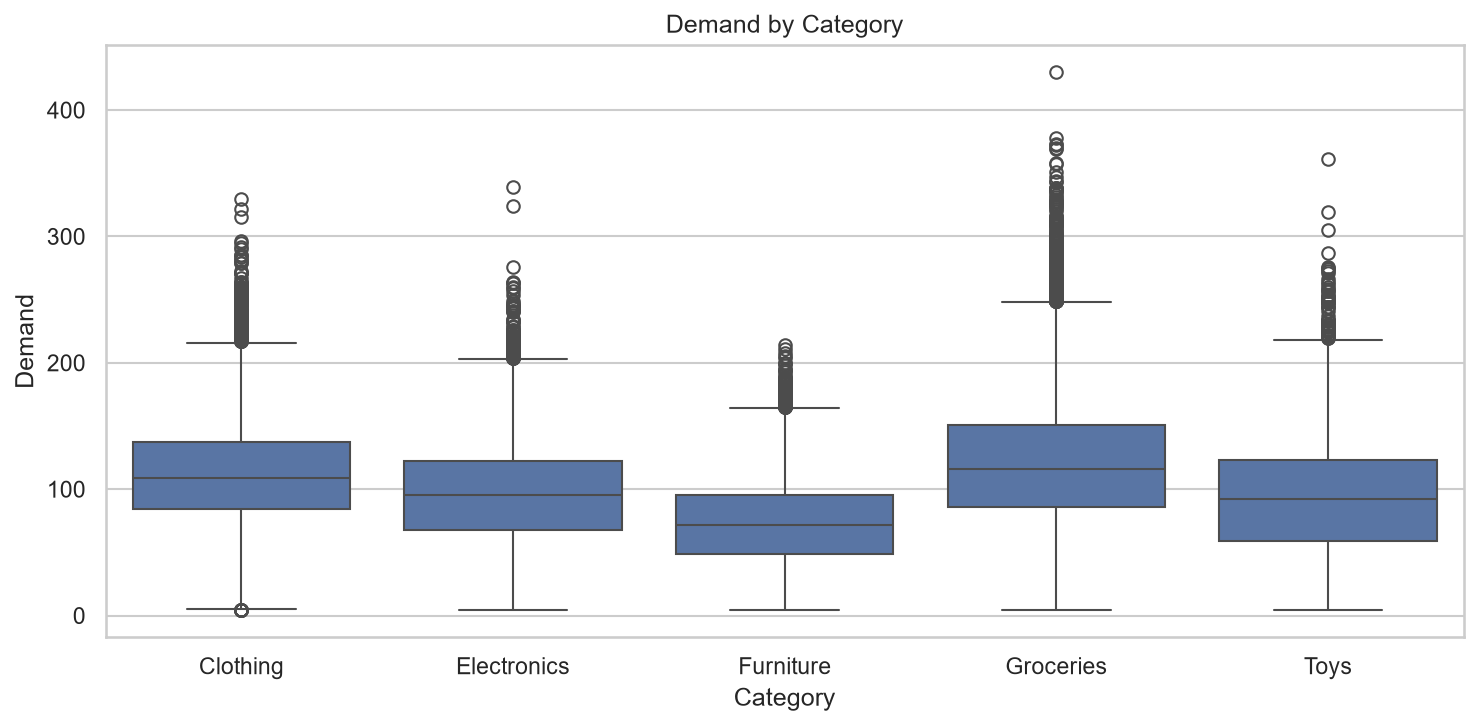 Demand by Category
400
300
200
100
0
Demand
Clothing
Electronics
Furniture
Groceries
Toys
Category